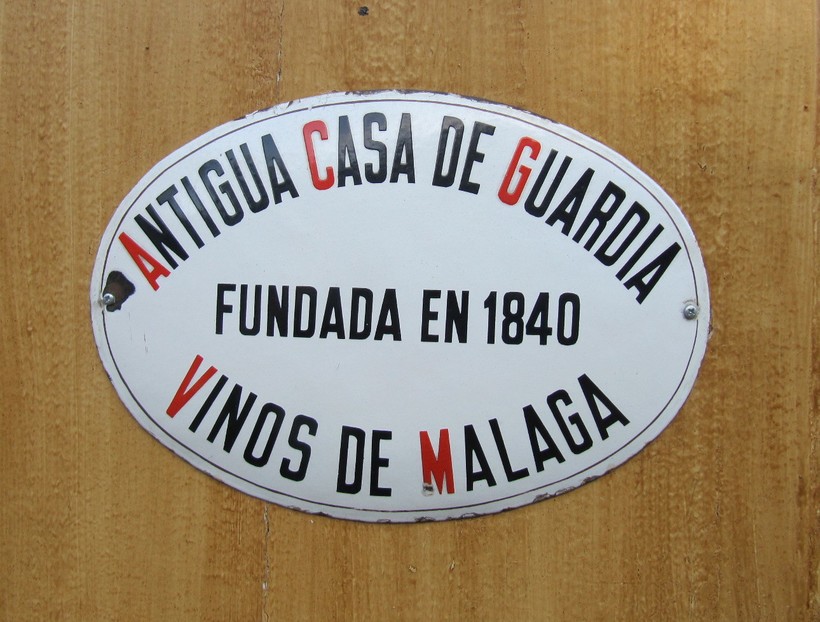 ANTIGUA CASA DE GUARDIA
FUNDADA EN 1840
VINOS DE MALAGA